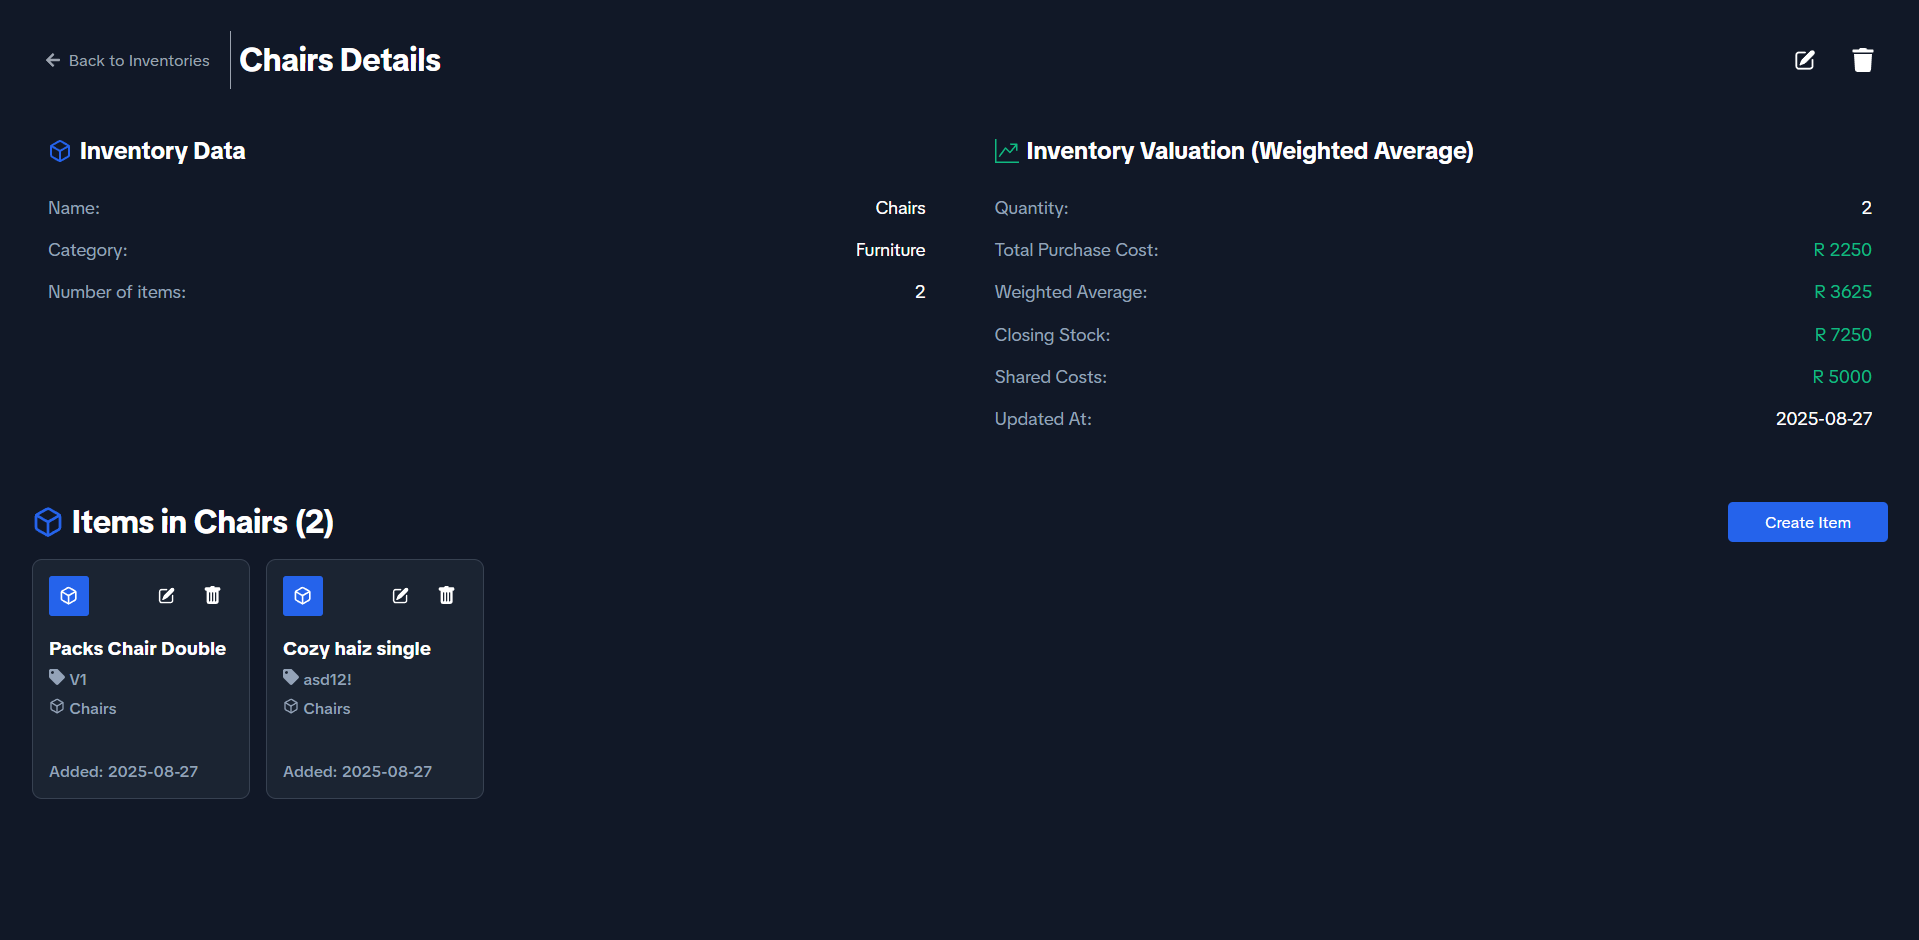 Back to Inventories
Chairs Details
Inventory Data
Name: Chairs
Category: Furniture
Number of items: 2
Inventory Valuation (Weighted Average)
Quantity: 2
Total Purchase Cost: R 2250
Weighted Average: R 3625
Closing Stock: R 7250
Shared Costs: R 5000
Updated At: 2025-08-27
Items in Chairs (2)
Create Item
Packs Chair Double
V1
Chairs
Added: 2025-08-27
Cozy haiz single
asd12!
Chairs
Added: 2025-08-27